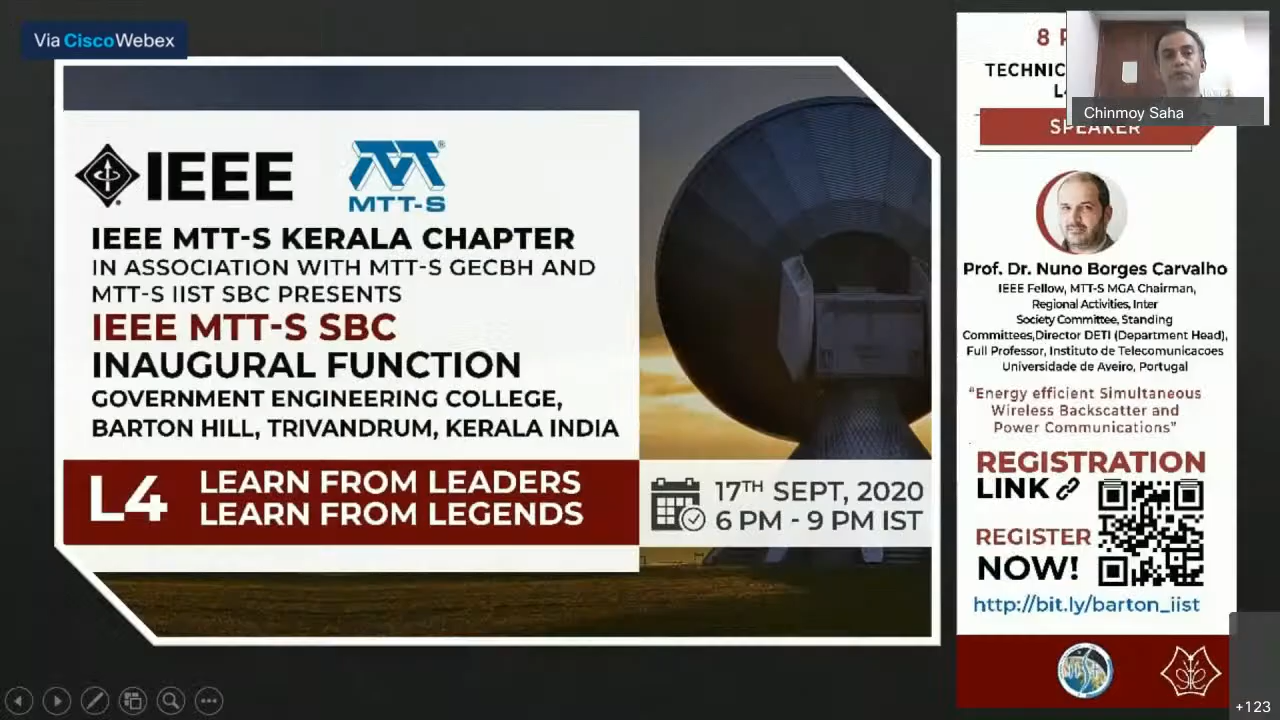 Via Cisco Webex
IEEE
MTT-S
IEEE MTT-S KERALA CHAPTER
IN ASSOCIATION WITH MTT-S GECBH AND
MTT-S IIST SBC PRESENTS
IEEE MTT-S SBC
INAUGURAL FUNCTION
GOVERNMENT ENGINEERING COLLEGE,
BARTON HILL, TRIVANDRUM, KERALA INDIA
L4
LEARN FROM LEADERS
LEARN FROM LEGENDS
17TH SEPT, 2020
6 PM - 9 PM IST
8
TECHNIC
Chinmoy Saha
SPEAKER
Prof. Dr. Nuno Borges Carvalho
IEEE Fellow, MTT-S MGA Chairman,
Regional Activities, Inter
Society Committee, Standing
Committees,Director DETI (Department Head),
Full Professor, Instituto de Telecomunicacoes
Universidade de Aveiro, Portugal
"Energy efficient Simultaneous
Wireless Backscatter and
Power Communications"
REGISTRATION
LINK
REGISTER
NOW!
http://bit.ly/barton_iist
+123